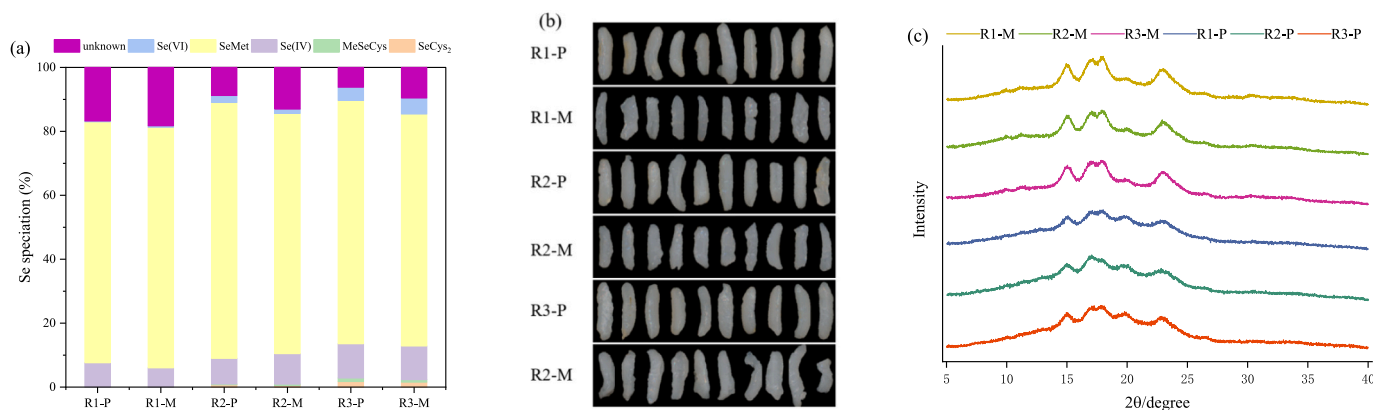 (a)
unknown Se(VI) SeMet Se(IV) MeSeCys SeCys₂
Se speciation (%)
100
80
60
40
20
0
R1-P R1-M R2-P R2-M R3-P R3-M
(b)
R1-P
R1-M
R2-P
R2-M
R3-P
R2-M
(c)
R1-M R2-M R3-M R1-P R2-P R3-P
Intensity
5 10 15 20 25 30 35 40
2θ/degree